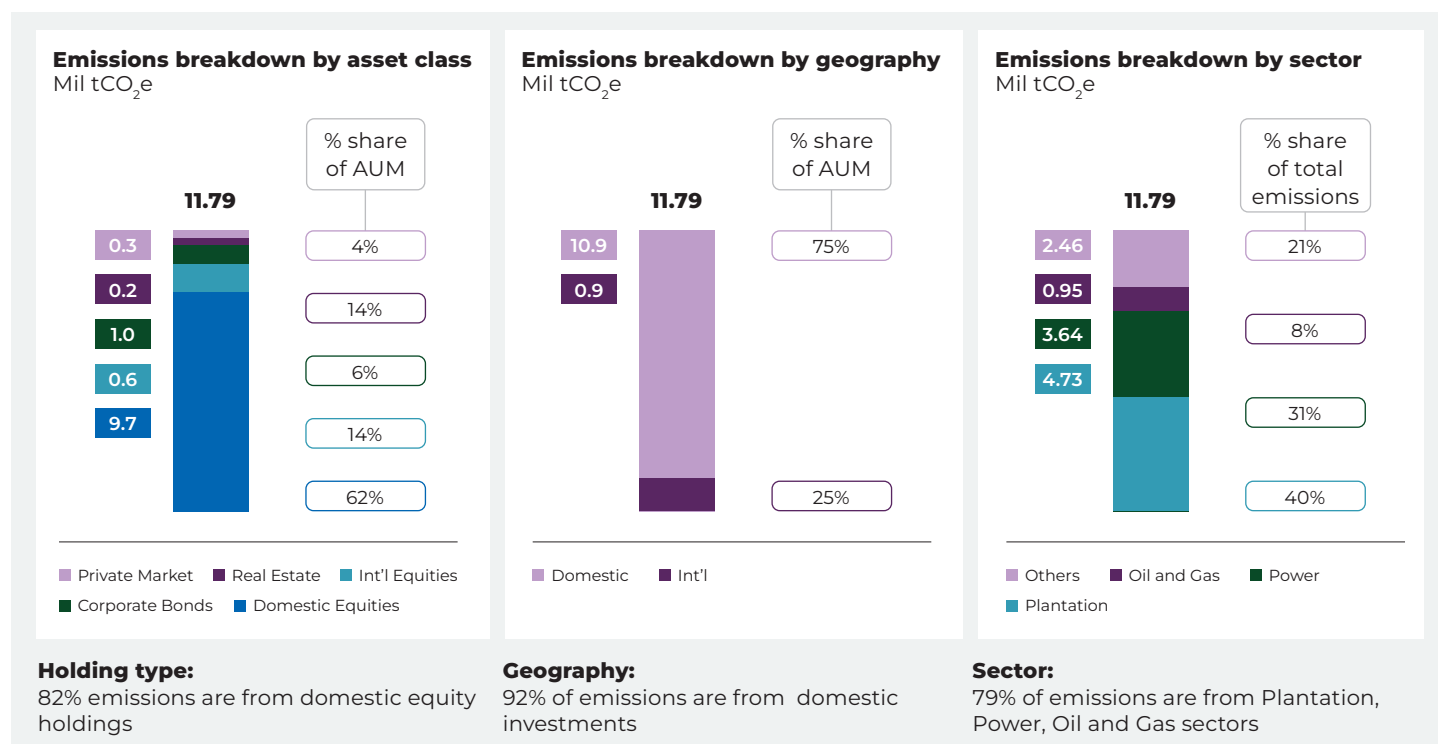 Emissions breakdown by asset class
Mil tCO2e
% share
of AUM
11.79
0.3
4%
0.2
14%
1.0
6%
0.6
14%
9.7
62%
Private Market
Real Estate
Int'l Equities
Corporate Bonds
Domestic Equities
Holding type:
82% emissions are from domestic equity
holdings
Emissions breakdown by geography
Mil tCO2e
% share
of AUM
11.79
10.9
75%
0.9
25%
Domestic
Int'l
Geography:
92% of emissions are from domestic
investments
Emissions breakdown by sector
Mil tCO2e
% share
of total
emissions
11.79
2.46
21%
0.95
8%
3.64
31%
4.73
40%
Others
Oil and Gas
Power
Plantation
Sector:
79% of emissions are from Plantation,
Power, Oil and Gas sectors